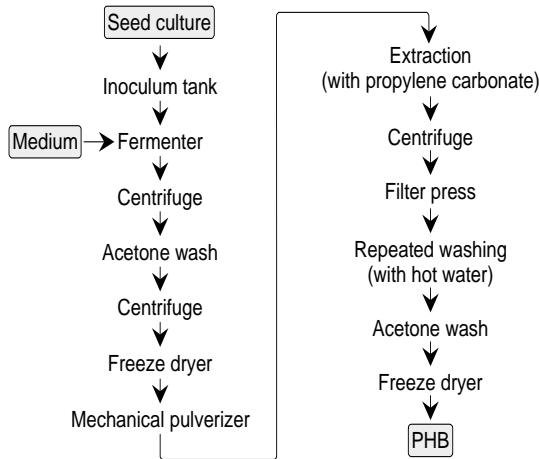 Seed culture
Inoculum tank
Medium
Fermenter
Centrifuge
Acetone wash
Centrifuge
Freeze dryer
Mechanical pulverizer
Extraction
(with propylene carbonate)
Centrifuge
Filter press
Repeated washing
(with hot water)
Acetone wash
Freeze dryer
PHB